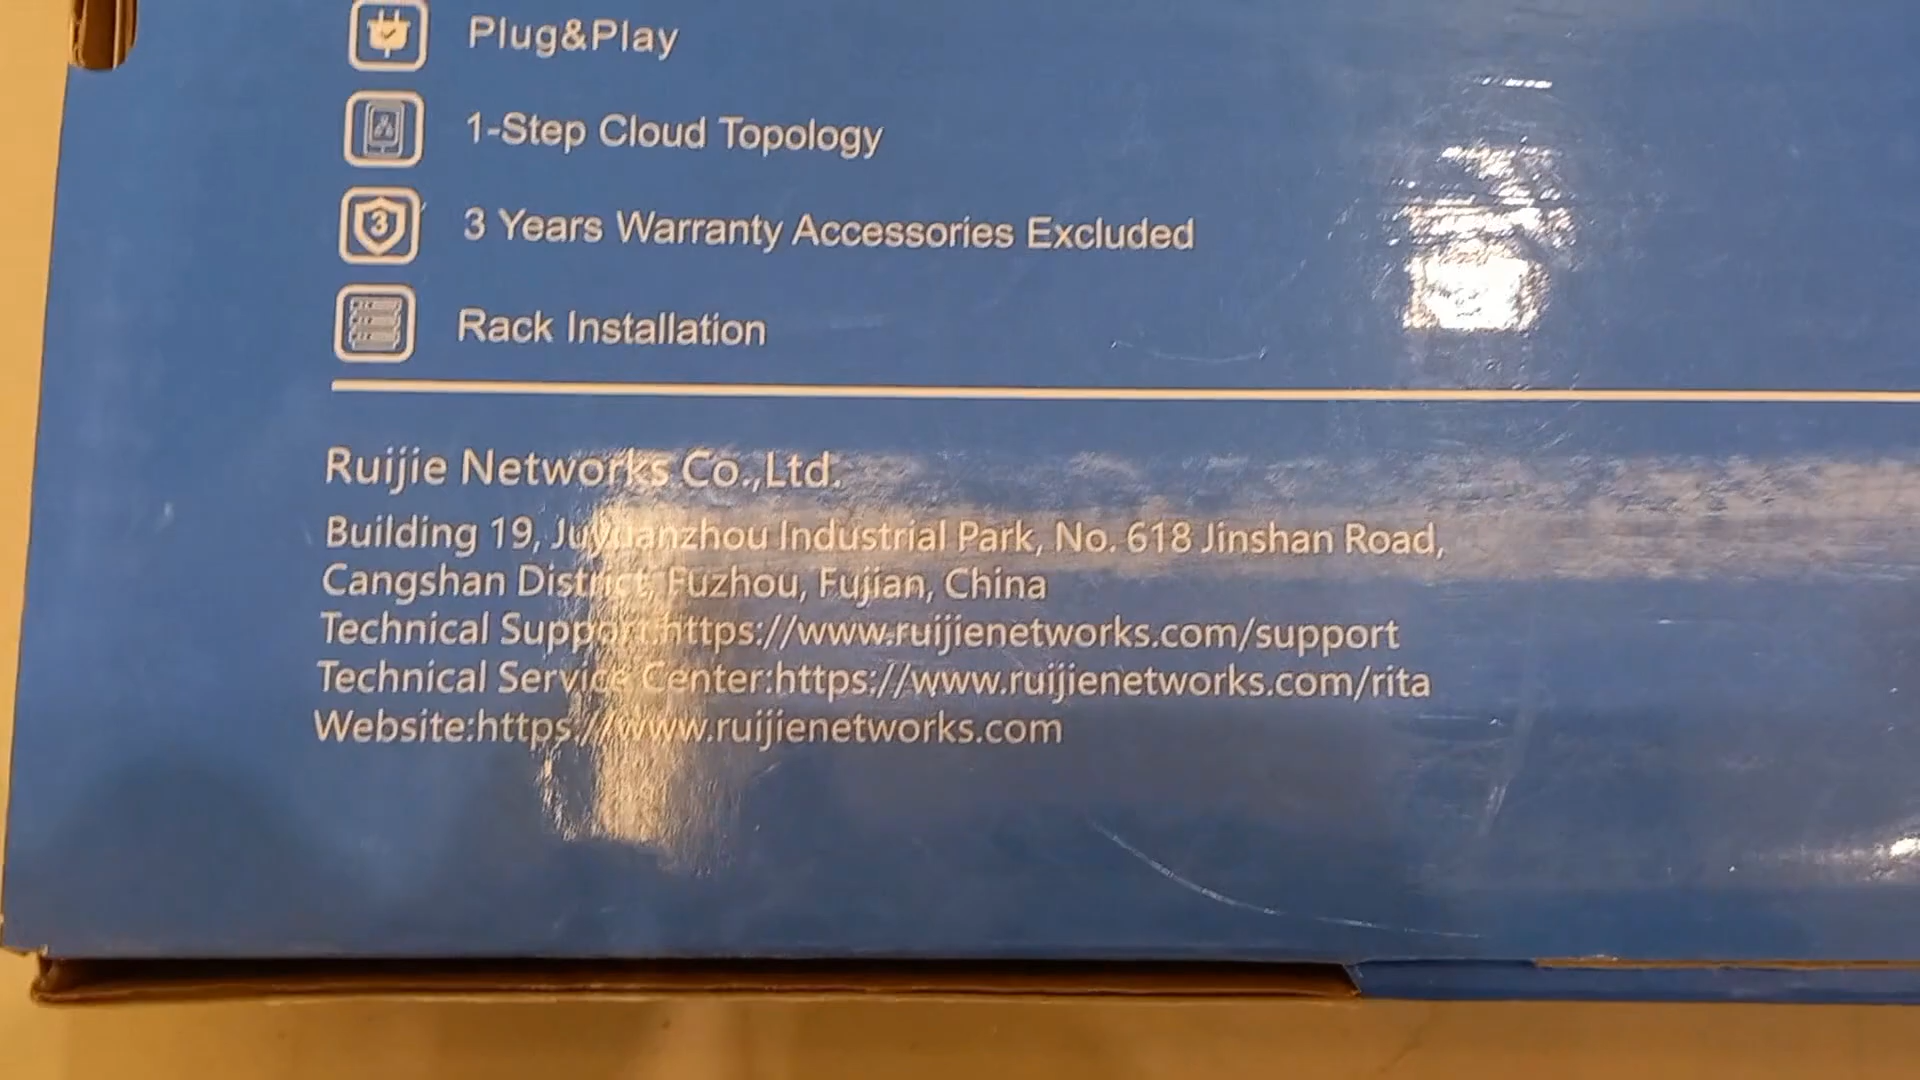 Plug&Play
1-Step Cloud Topology
3
3 Years Warranty Accessories Excluded
Rack Installation
Ruijie Networks Co.,Ltd.
Building 19, Juyuanzhou Industrial Park, No. 618 Jinshan Road,
Cangshan District, Fuzhou, Fujian, China
Technical Support:https://www.ruijienetworks.com/support
Technical Service Center:https://www.ruijienetworks.com/rita
Website:https://www.ruijienetworks.com